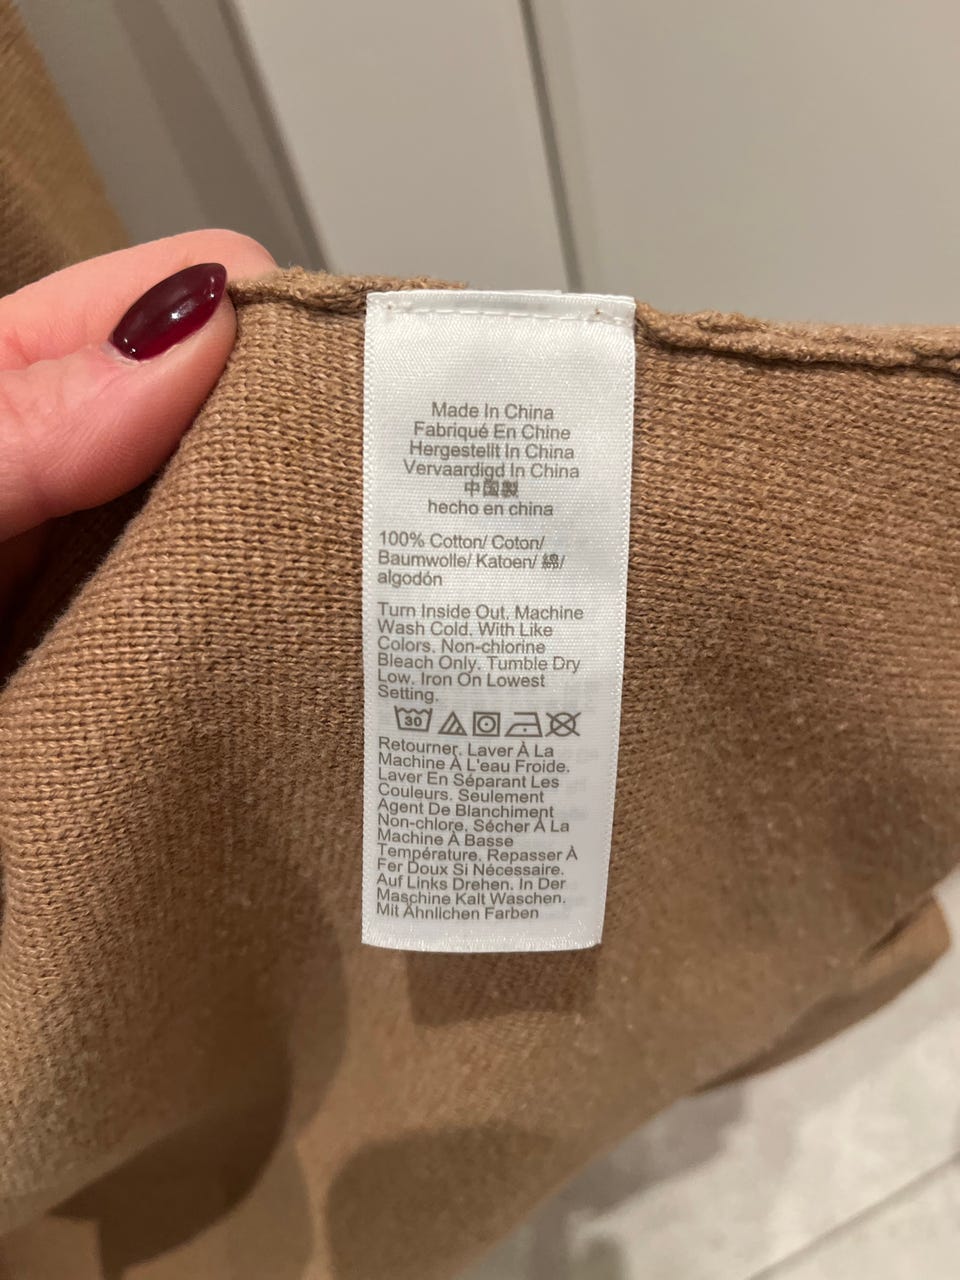 Made In China
Fabriqué En Chine
Hergestellt In China
Vervaardigd In China
中国製
hecho en china
100% Cotton/ Coton/
Baumwolle/ Katoen/ 綿/
algodón
Turn Inside Out. Machine
Wash Cold. With Like
Colors. Non-chlorine
Bleach Only. Tumble Dry
Low. Iron On Lowest
Setting.
30
Retourner. Laver À La
Machine À L'eau Froide.
Laver En Séparant Les
Couleurs. Seulement
Agent De Blanchiment
Non-chlore. Sécher À La
Machine À Basse
Température. Repasser À
Fer Doux Si Nécessaire.
Auf Links Drehen. In Der
Maschine Kalt Waschen.
Mit Ähnlichen Farben